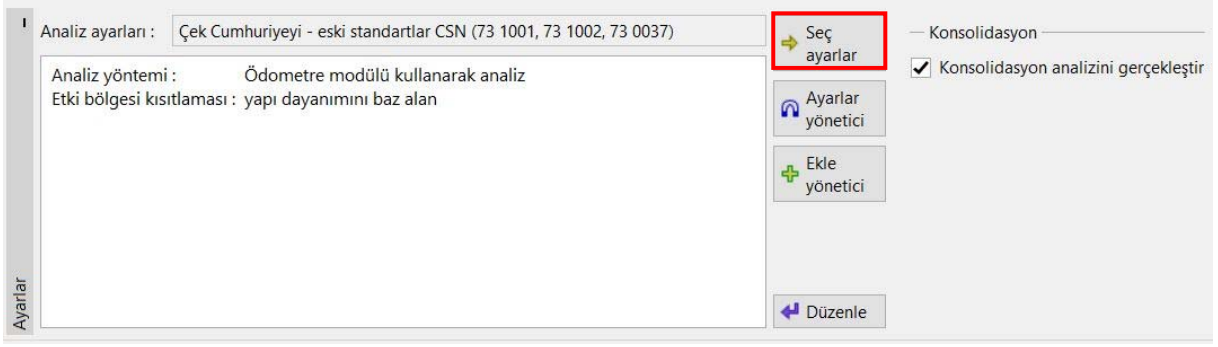 Analiz ayarları : Çek Cumhuriyeyi - eski standartlar CSN (73 1001, 73 1002, 73 0037)
Analiz yöntemi : Ödometre modülü kullanarak analiz
Etki bölgesi kısıtlaması : yapı dayanımını baz alan
Seç
ayarlar
Ayarlar
yönetici
Ekle
yönetici
Düzenle
Konsolidasyon
Konsolidasyon analizini gerçekleştir
Ayarlar